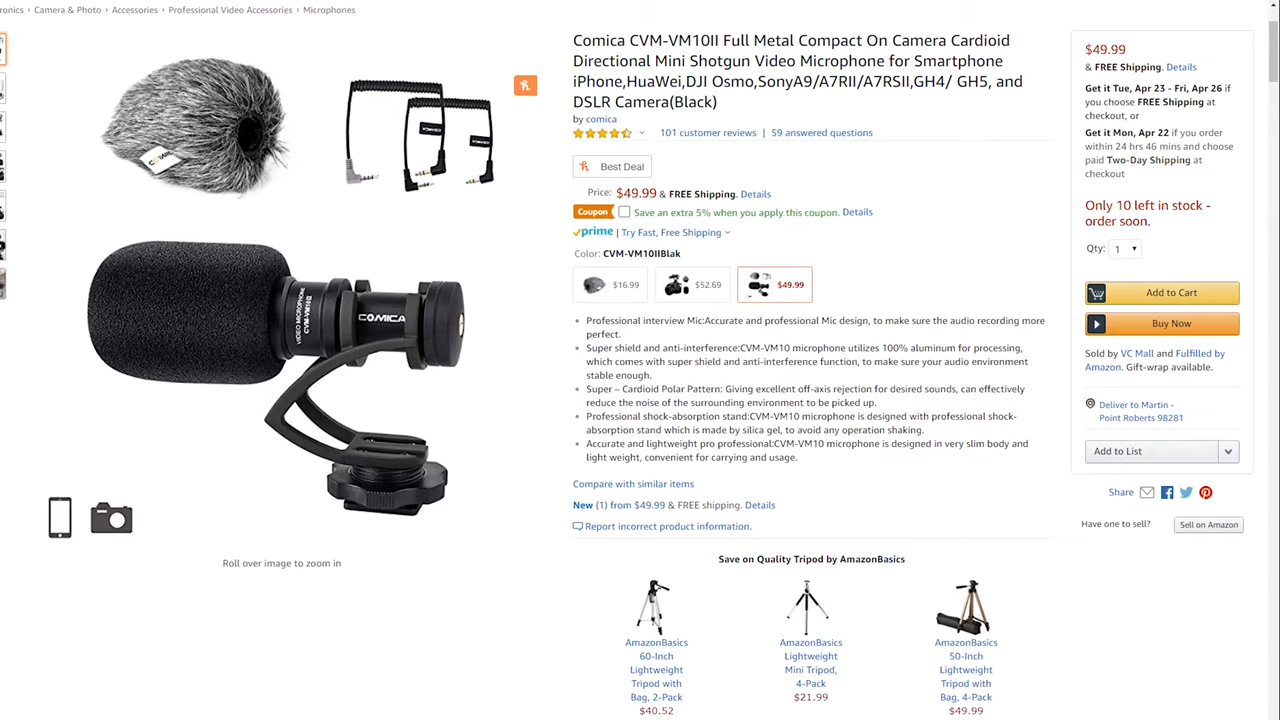 ronics › Camera & Photo › Accessories › Professional Video Accessories › Microphones
COMICA
COMICA
VIDEO MICROPHONE
CVM-VM10II
COMICA
Roll over image to zoom in
Comica CVM-VM10II Full Metal Compact On Camera Cardioid
Directional Mini Shotgun Video Microphone for Smartphone
iPhone,HuaWei,DJI Osmo,SonyA9/A7RII/A7RSII,GH4/ GH5, and
DSLR Camera(Black)
by comica
101 customer reviews | 59 answered questions
Best Deal
Price: $49.99 & FREE Shipping. Details
Coupon Save an extra 5% when you apply this coupon. Details
prime | Try Fast, Free Shipping
Color: CVM-VM10IIBlak
$16.99 $52.69 $49.99
• Professional interview Mic:Accurate and professional Mic design, to make sure the audio recording more
perfect.
• Super shield and anti-interference:CVM-VM10 microphone utilizes 100% aluminum for processing,
which comes with super shield and anti-interference function, to make sure your audio environment
stable enough.
• Super – Cardioid Polar Pattern: Giving excellent off-axis rejection for desired sounds, can effectively
reduce the noise of the surrounding environment to be picked up.
• Professional shock-absorption stand:CVM-VM10 microphone is designed with professional shock-
absorption stand which is made by silica gel, to avoid any operation shaking.
• Accurate and lightweight pro professional:CVM-VM10 microphone is designed in very slim body and
light weight, convenient for carrying and usage.
Compare with similar items
New (1) from $49.99 & FREE shipping. Details
Report incorrect product information.
Save on Quality Tripod by AmazonBasics
AmazonBasics
60-Inch
Lightweight
Tripod with
Bag, 2-Pack
$40.52
AmazonBasics
Lightweight
Mini Tripod,
4-Pack
$21.99
AmazonBasics
50-Inch
Lightweight
Tripod with
Bag, 4-Pack
$49.99
$49.99
& FREE Shipping. Details
Get it Tue, Apr 23 - Fri, Apr 26 if
you choose FREE Shipping at
checkout, or
Get it Mon, Apr 22 if you order
within 24 hrs 46 mins and choose
paid Two-Day Shipping at
checkout
Only 10 left in stock -
order soon.
Qty: 1
Add to Cart
Buy Now
Sold by VC Mall and Fulfilled by
Amazon. Gift-wrap available.
Deliver to Martin -
Point Roberts 98281
Add to List
Share
Have one to sell? Sell on Amazon